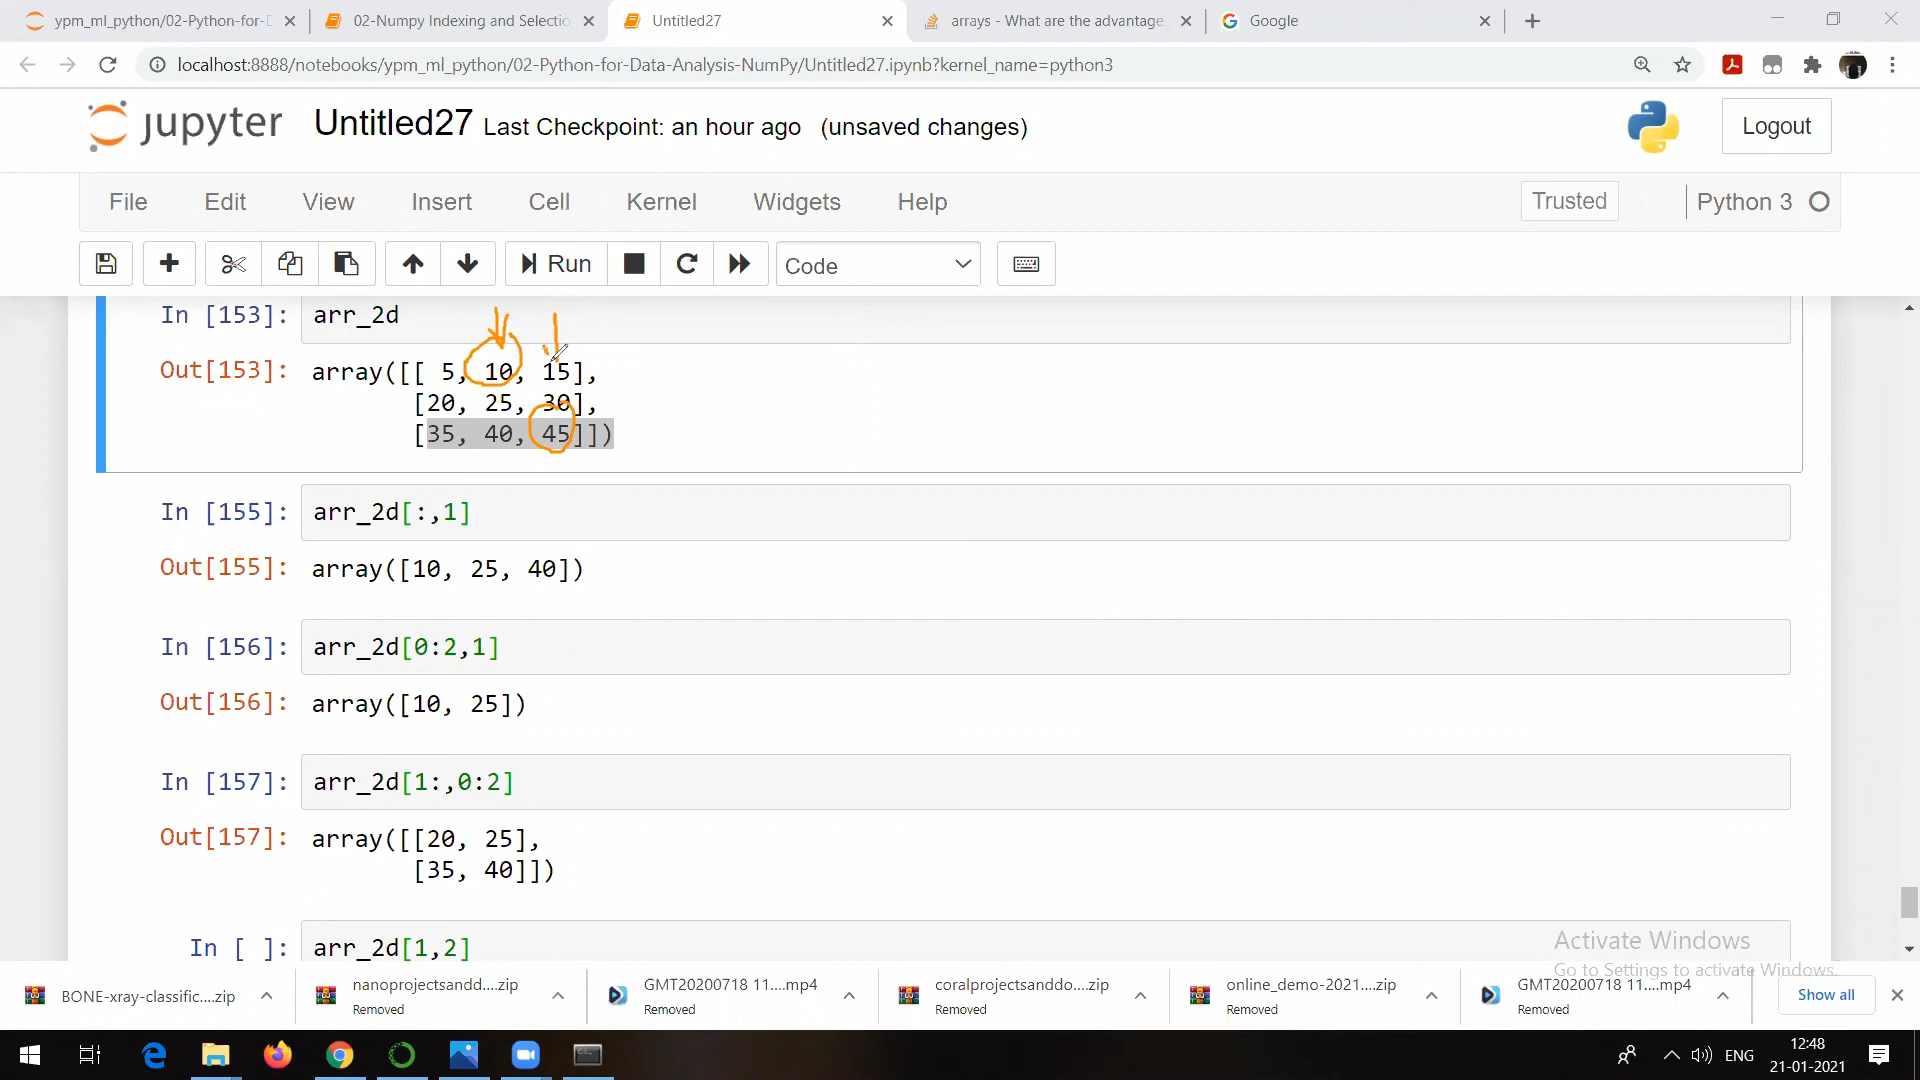 ypm_ml_python/02-Python-for-D
02-Numpy Indexing and Selectio
Untitled27
arrays - What are the advantage
Google
localhost:8888/notebooks/ypm_ml_python/02-Python-for-Data-Analysis-NumPy/Untitled27.ipynb?kernel_name=python3
jupyter Untitled27 Last Checkpoint: an hour ago (unsaved changes)
Logout
File Edit View Insert Cell Kernel Widgets Help
Trusted
Python 3
Run
Code
In [153]: arr_2d
Out[153]: array([[ 5, 10, 15],
[20, 25, 30],
[35, 40, 45]])
In [155]: arr_2d[:,1]
Out[155]: array([10, 25, 40])
In [156]: arr_2d[0:2,1]
Out[156]: array([10, 25])
In [157]: arr_2d[1:,0:2]
Out[157]: array([[20, 25],
[35, 40]])
In [ ]: arr_2d[1,2]
Activate Windows
Go to Settings to activate Windows.
BONE-xray-classific....zip
nanoprojectsandd....zip
Removed
GMT20200718 11....mp4
Removed
coralprojectsanddo....zip
Removed
online_demo-2021....zip
Removed
GMT20200718 11....mp4
Removed
Show all
ENG
12:48
21-01-2021